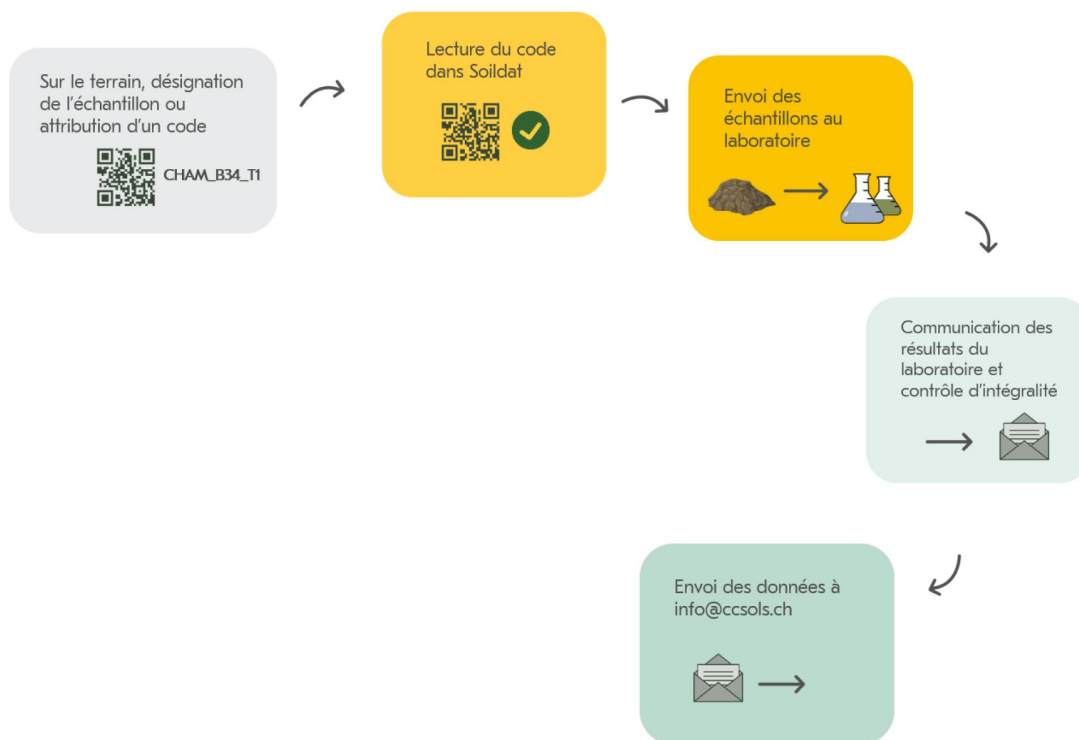 Sur le terrain, désignation
de l'échantillon ou
attribution d'un code
CHAM_B34_T1
Lecture du code
dans Soildat
Envoi des
échantillons au
laboratoire
Communication des
résultats du
laboratoire et
contrôle d'intégralité
Envoi des données à
info@ccsols.ch